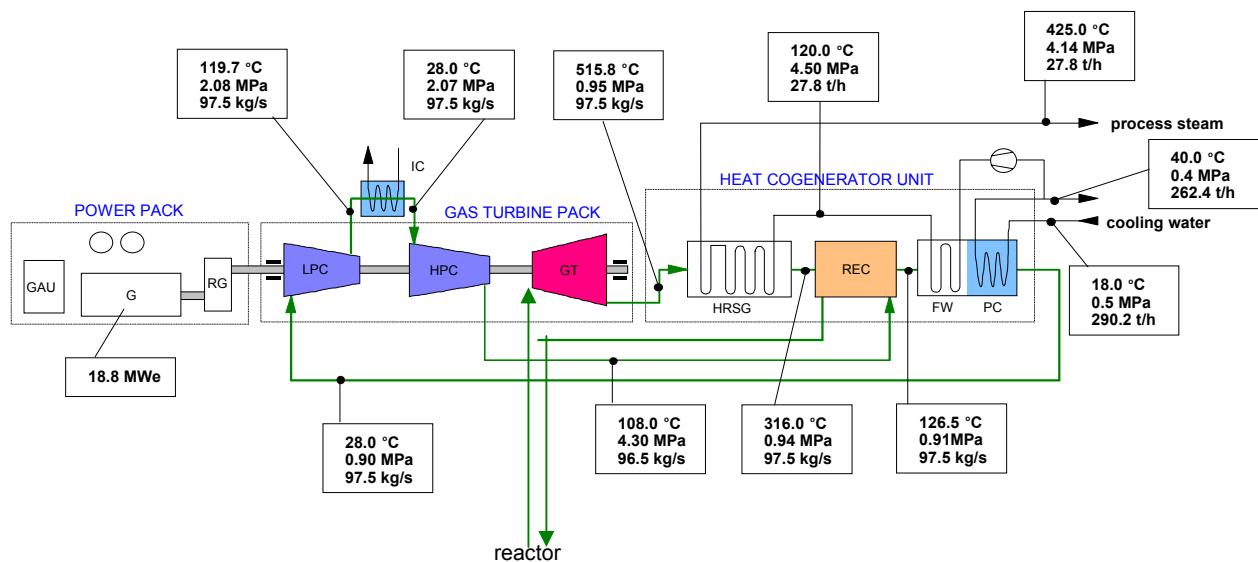 119.7 °C
2.08 MPa
97.5 kg/s
28.0 °C
2.07 MPa
97.5 kg/s
515.8 °C
0.95 MPa
97.5 kg/s
120.0 °C
4.50 MPa
27.8 t/h
425.0 °C
4.14 MPa
27.8 t/h
process steam
IC
40.0 °C
0.4 MPa
262.4 t/h
HEAT COGENERATOR UNIT
POWER PACK
GAS TURBINE PACK
cooling water
GAU
G
RG
LPC
HPC
GT
HRSG
REC
FW
PC
18.0 °C
0.5 MPa
290.2 t/h
18.8 MWe
28.0 °C
0.90 MPa
97.5 kg/s
108.0 °C
4.30 MPa
96.5 kg/s
316.0 °C
0.94 MPa
97.5 kg/s
126.5 °C
0.91MPa
97.5 kg/s
reactor